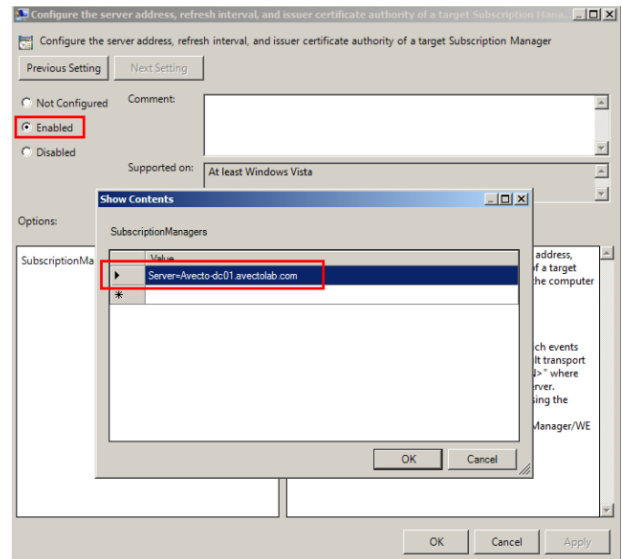 Configure the server address, refresh interval, and issuer certificate authority of a target Subscription Mana...
Configure the server address, refresh interval, and issuer certificate authority of a target Subscription Manager
Previous Setting
Next Setting
Not Configured
Comment:
Enabled
Disabled
Supported on:
At least Windows Vista
Options:
Show Contents
SubscriptionManagers
Value
Server=Avecto-dc01.avectolab.com
OK
Cancel
SubscriptionMa
address,
of a target
the computer
ch events
lt transport
N>" where
erver.
sing the
Manager/WE
OK
Cancel
Apply